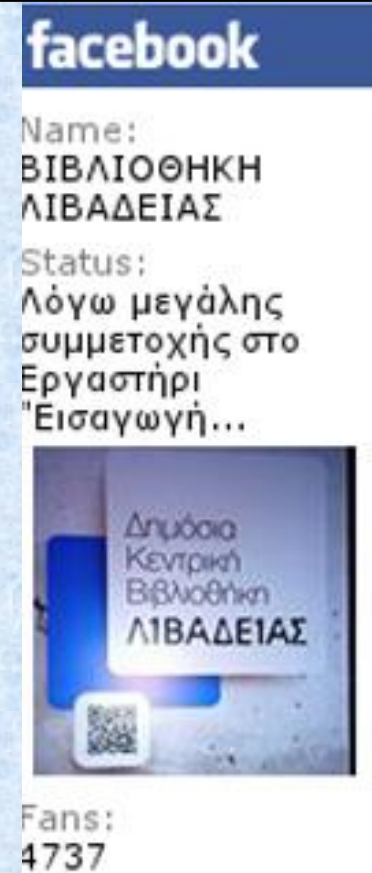 facebook
Name:
ΒΙΒΛΙΟΘΗΚΗ
ΛΙΒΑΔΕΙΑΣ
Status:
Λόγω μεγάλης
συμμετοχής στο
Εργαστήρι
"Εισαγωγή...
Δημόσια
Κεντρική
Βιβλιοθήκη
ΛΙΒΑΔΕΙΑΣ
Fans:
4737